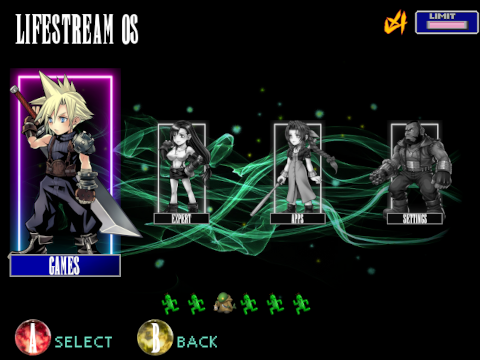 LIFESTREAM OS
LIMIT
GAMES
EXPERT
APPS
SETTINGS
A SELECT
B BACK